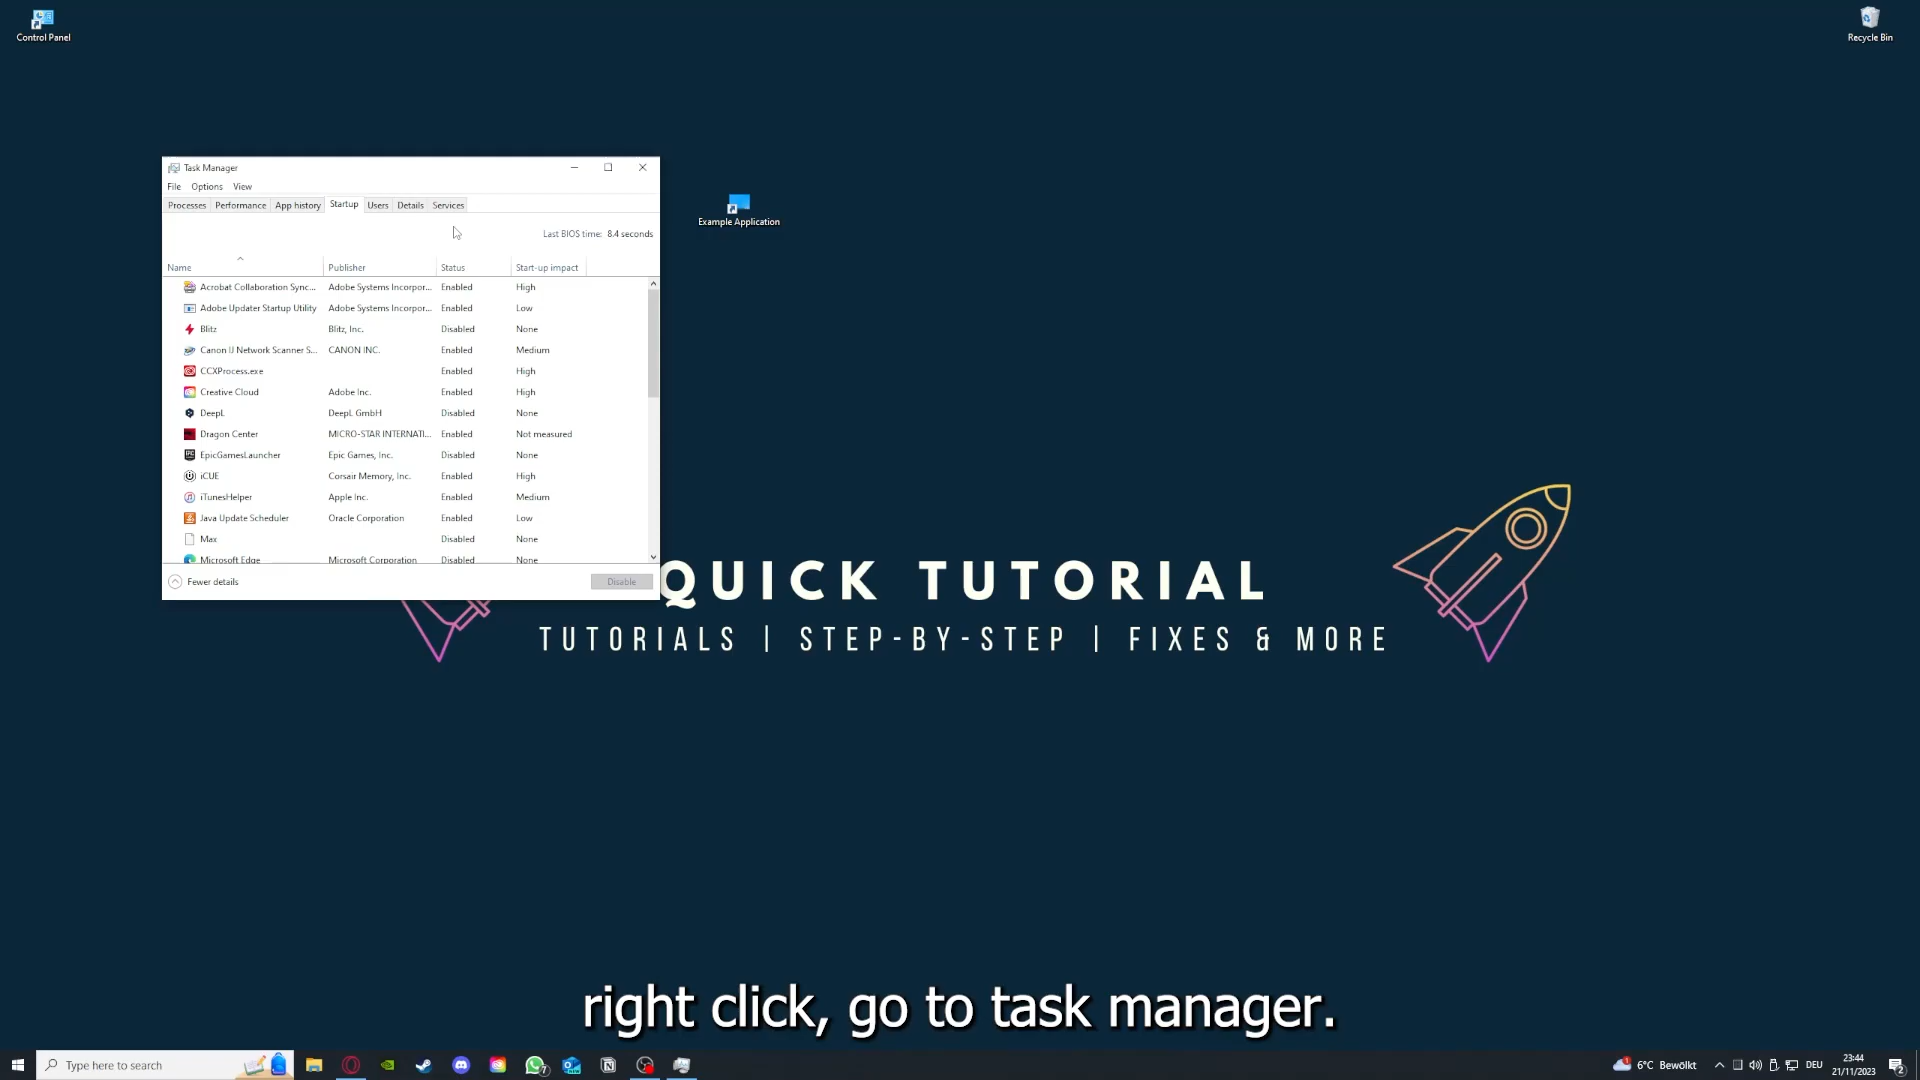 Control Panel
Recycle Bin
Task Manager
File Options View
Processes Performance App history Startup Users Details Services
Example Application
Last BIOS time: 8.4 seconds
Name Publisher Status Start-up impact
Acrobat Collaboration Sync... Adobe Systems Incorpor... Enabled High
Adobe Updater Startup Utility Adobe Systems Incorpor... Enabled Low
Blitz Blitz, Inc. Disabled None
Canon IJ Network Scanner S... CANON INC. Enabled Medium
CCXProcess.exe Enabled High
Creative Cloud Adobe Inc. Enabled High
DeepL DeepL GmbH Disabled None
Dragon Center MICRO-STAR INTERNATI... Enabled Not measured
EpicGamesLauncher Epic Games, Inc. Disabled None
iCUE Corsair Memory, Inc. Enabled High
iTunesHelper Apple Inc. Enabled Medium
Java Update Scheduler Oracle Corporation Enabled Low
Max Disabled None
Microsoft Edge Microsoft Corporation Disabled None
Fewer details Disable
QUICK TUTORIAL
TUTORIALS | STEP-BY-STEP | FIXES & MORE
right click, go to task manager.
Type here to search
7
1
6°C Bewölkt
DEU
23:44
21/11/2023
2